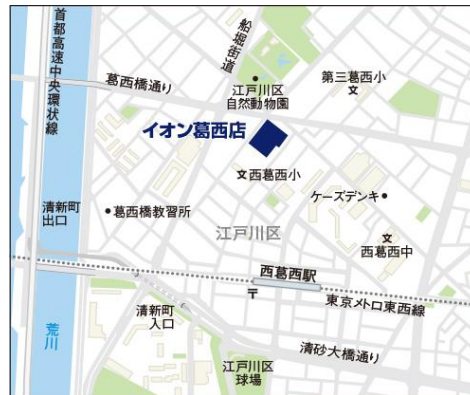 首都高速中央環状線
船堀街道
葛西橋通り
江戸川区
自然動物園
第三葛西小
文
イオン葛西店
文西葛西小
ケーズデンキ
清新町
出口
葛西橋教習所
江戸川区
文
西葛西中
西葛西駅
〒
東京メトロ東西線
荒川
清新町
入口
清砂大橋通り
江戸川区
球場